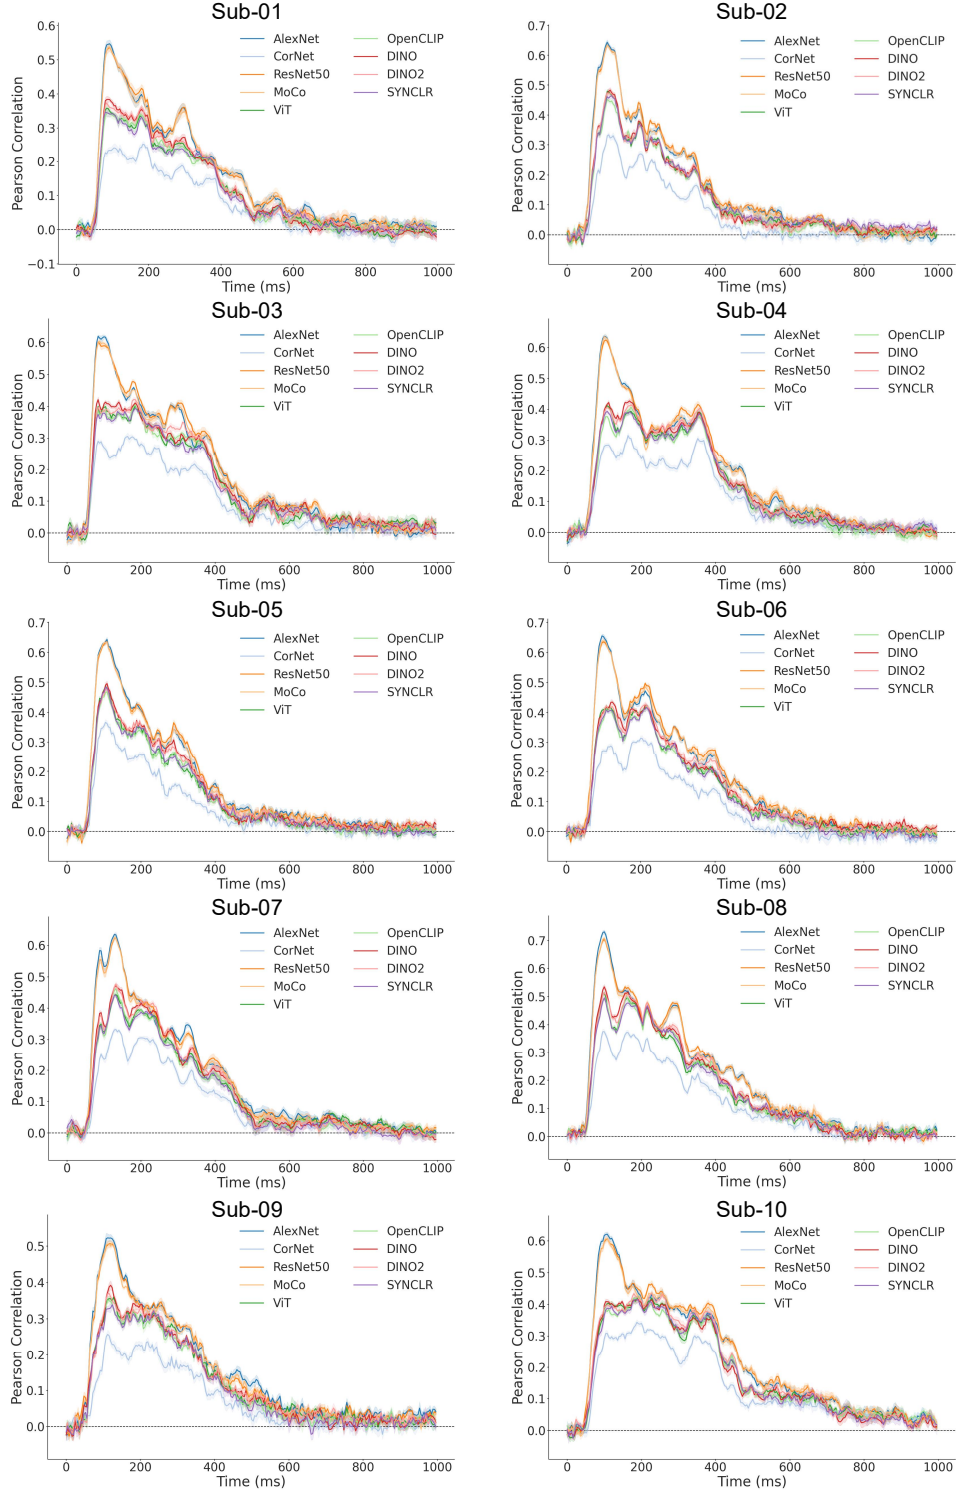 Sub-01
Pearson Correlation
0.6
0.5
0.4
0.3
0.2
0.1
0.0
−0.1
AlexNet
CorNet
ResNet50
MoCo
ViT
OpenCLIP
DINO
DINO2
SYNCLR
0 200 400 600 800 1000
Time (ms)
Sub-02
Pearson Correlation
0.7
0.6
0.5
0.4
0.3
0.2
0.1
0.0
AlexNet
CorNet
ResNet50
MoCo
ViT
OpenCLIP
DINO
DINO2
SYNCLR
0 200 400 600 800 1000
Time (ms)
Sub-03
Pearson Correlation
0.6
0.5
0.4
0.3
0.2
0.1
0.0
AlexNet
CorNet
ResNet50
MoCo
ViT
OpenCLIP
DINO
DINO2
SYNCLR
0 200 400 600 800 1000
Time (ms)
Sub-04
Pearson Correlation
0.6
0.5
0.4
0.3
0.2
0.1
0.0
AlexNet
CorNet
ResNet50
MoCo
ViT
OpenCLIP
DINO
DINO2
SYNCLR
0 200 400 600 800 1000
Time (ms)
Sub-05
Pearson Correlation
0.7
0.6
0.5
0.4
0.3
0.2
0.1
0.0
AlexNet
CorNet
ResNet50
MoCo
ViT
OpenCLIP
DINO
DINO2
SYNCLR
0 200 400 600 800 1000
Time (ms)
Sub-06
Pearson Correlation
0.7
0.6
0.5
0.4
0.3
0.2
0.1
0.0
AlexNet
CorNet
ResNet50
MoCo
ViT
OpenCLIP
DINO
DINO2
SYNCLR
0 200 400 600 800 1000
Time (ms)
Sub-07
Pearson Correlation
0.6
0.5
0.4
0.3
0.2
0.1
0.0
AlexNet
CorNet
ResNet50
MoCo
ViT
OpenCLIP
DINO
DINO2
SYNCLR
0 200 400 600 800 1000
Time (ms)
Sub-08
Pearson Correlation
0.7
0.6
0.5
0.4
0.3
0.2
0.1
0.0
AlexNet
CorNet
ResNet50
MoCo
ViT
OpenCLIP
DINO
DINO2
SYNCLR
0 200 400 600 800 1000
Time (ms)
Sub-09
Pearson Correlation
0.5
0.4
0.3
0.2
0.1
0.0
AlexNet
CorNet
ResNet50
MoCo
ViT
OpenCLIP
DINO
DINO2
SYNCLR
0 200 400 600 800 1000
Time (ms)
Sub-10
Pearson Correlation
0.6
0.5
0.4
0.3
0.2
0.1
0.0
AlexNet
CorNet
ResNet50
MoCo
ViT
OpenCLIP
DINO
DINO2
SYNCLR
0 200 400 600 800 1000
Time (ms)